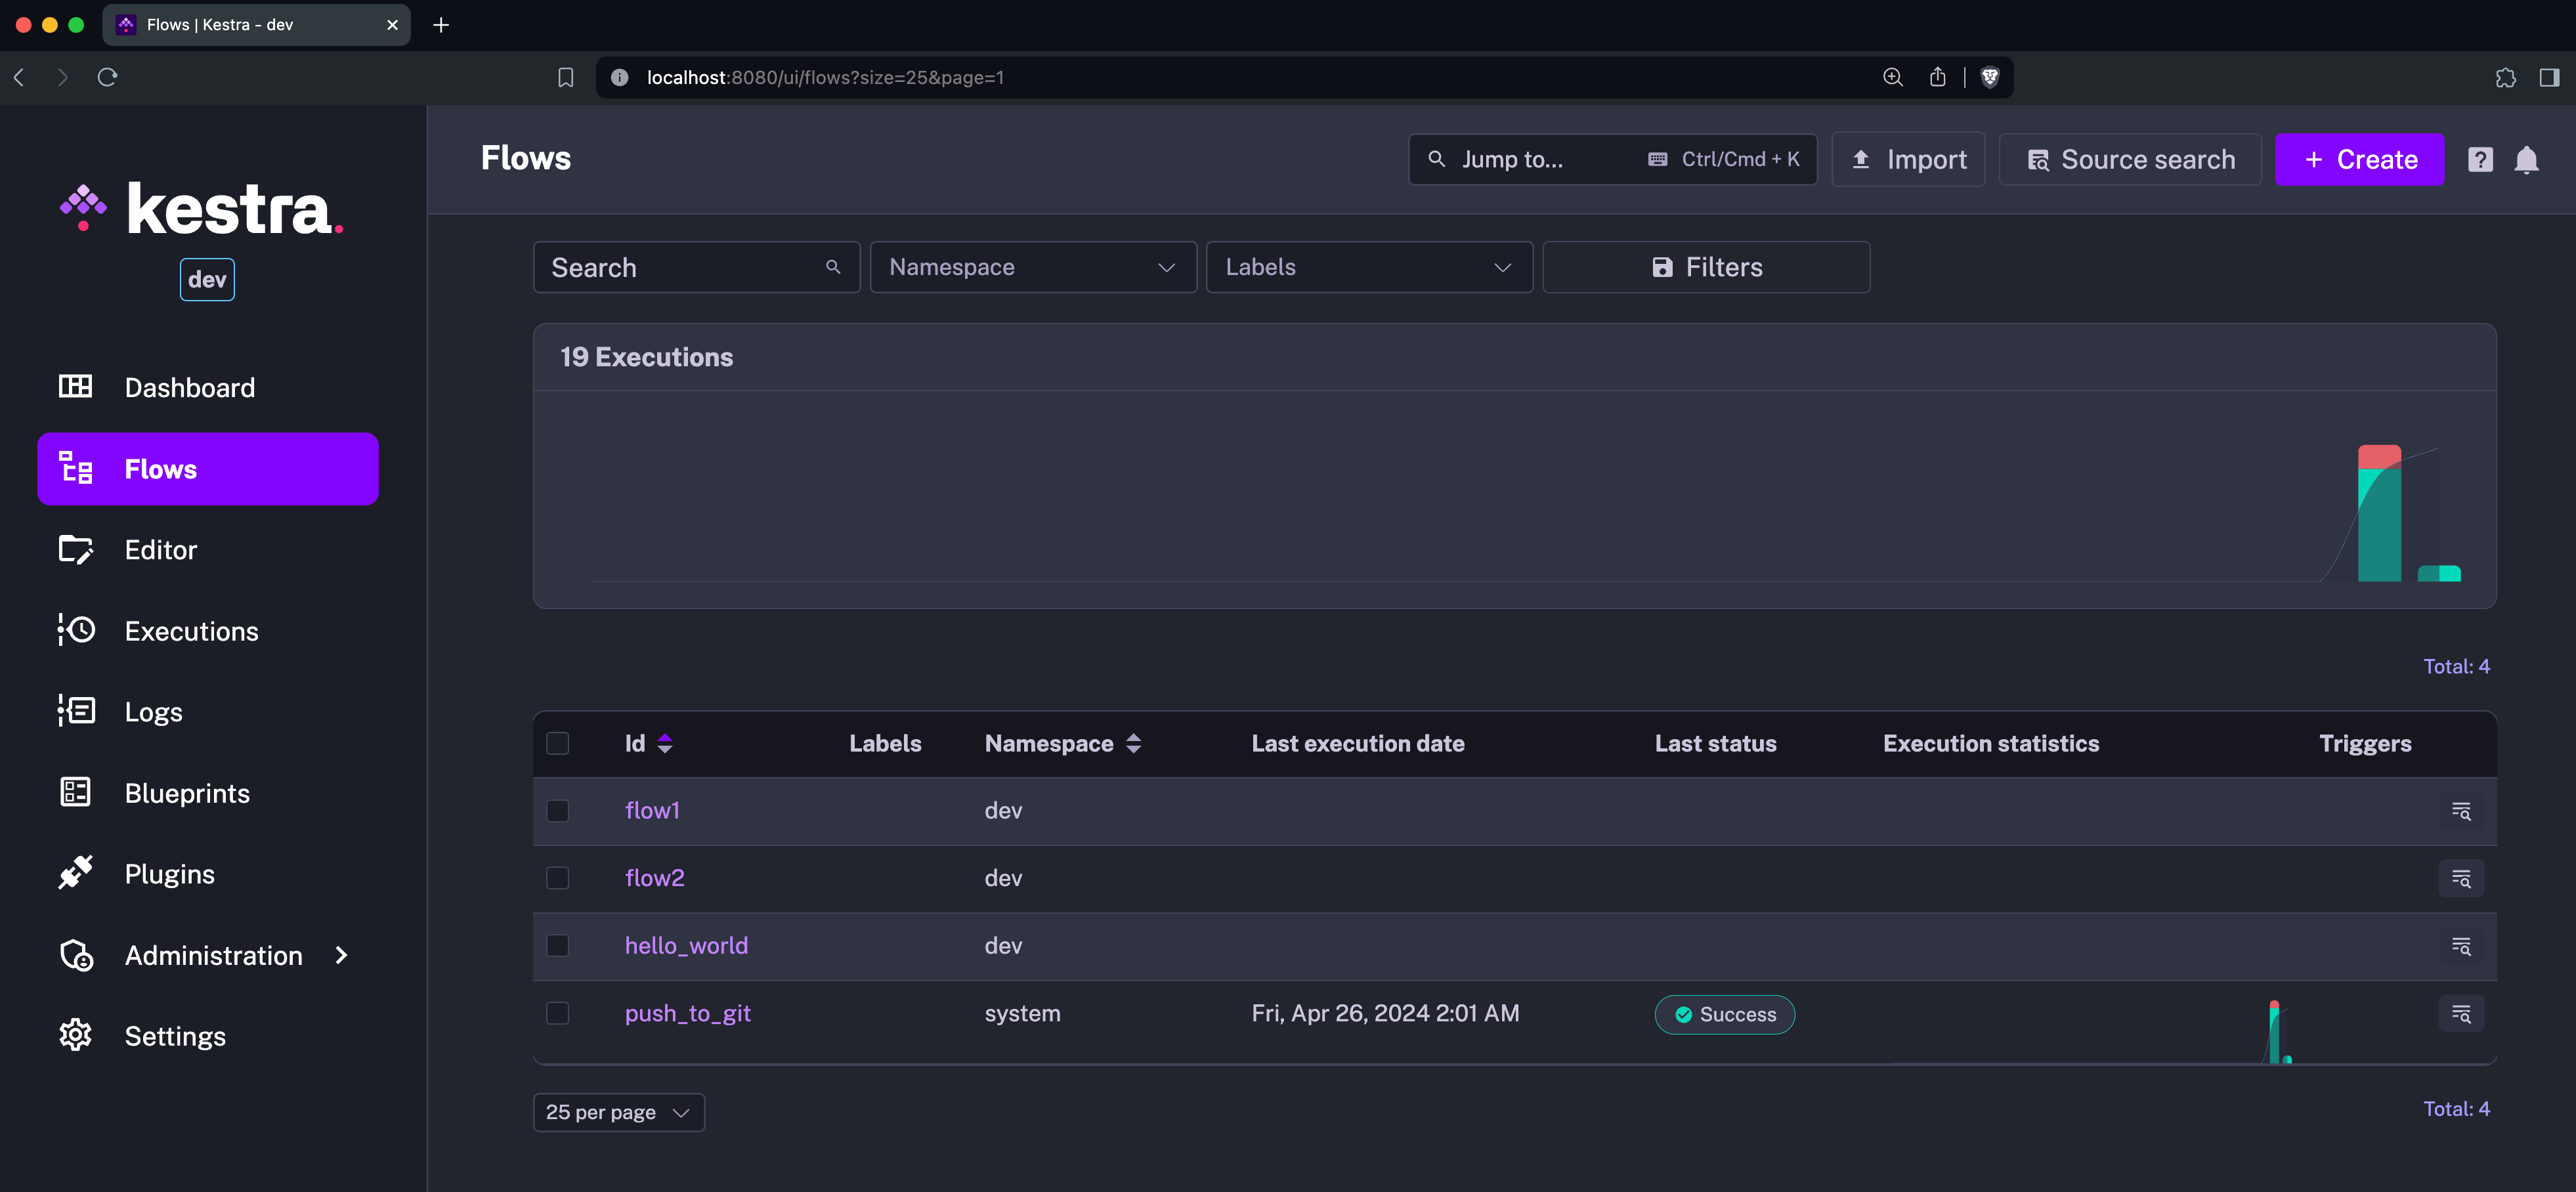 Flows | Kestra - dev
localhost:8080/ui/flows?size=25&page=1
kestra.
dev
Dashboard
Flows
Editor
Executions
Logs
Blueprints
Plugins
Administration
Settings
Flows
Jump to...
Ctrl/Cmd + K
Import
Source search
+ Create
Search
Namespace
Labels
Filters
19 Executions
Total: 4
Id Labels Namespace Last execution date Last status Execution statistics Triggers
flow1 dev
flow2 dev
hello_world dev
push_to_git system Fri, Apr 26, 2024 2:01 AM Success
25 per page
Total: 4